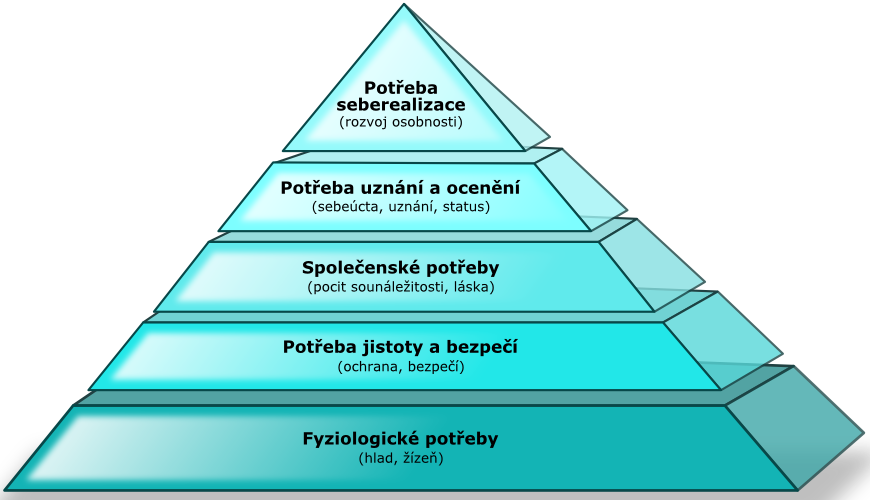 Potřeba
seberealizace
(rozvoj osobnosti)
Potřeba uznání a ocenění
(sebeúcta, uznání, status)
Společenské potřeby
(pocit sounáležitosti, láska)
Potřeba jistoty a bezpečí
(ochrana, bezpečí)
Fyziologické potřeby
(hlad, žízeň)